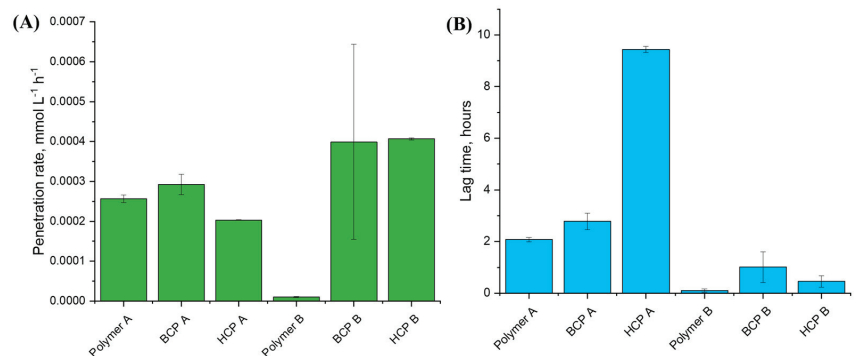 (A)
Penetration rate, mmol L⁻¹ h⁻¹
0.0007
0.0006
0.0005
0.0004
0.0003
0.0002
0.0001
0.0000
Polymer A
BCP A
HCP A
Polymer B
BCP B
HCP B
(B)
Lag time, hours
10
8
6
4
2
0
Polymer A
BCP A
HCP A
Polymer B
BCP B
HCP B